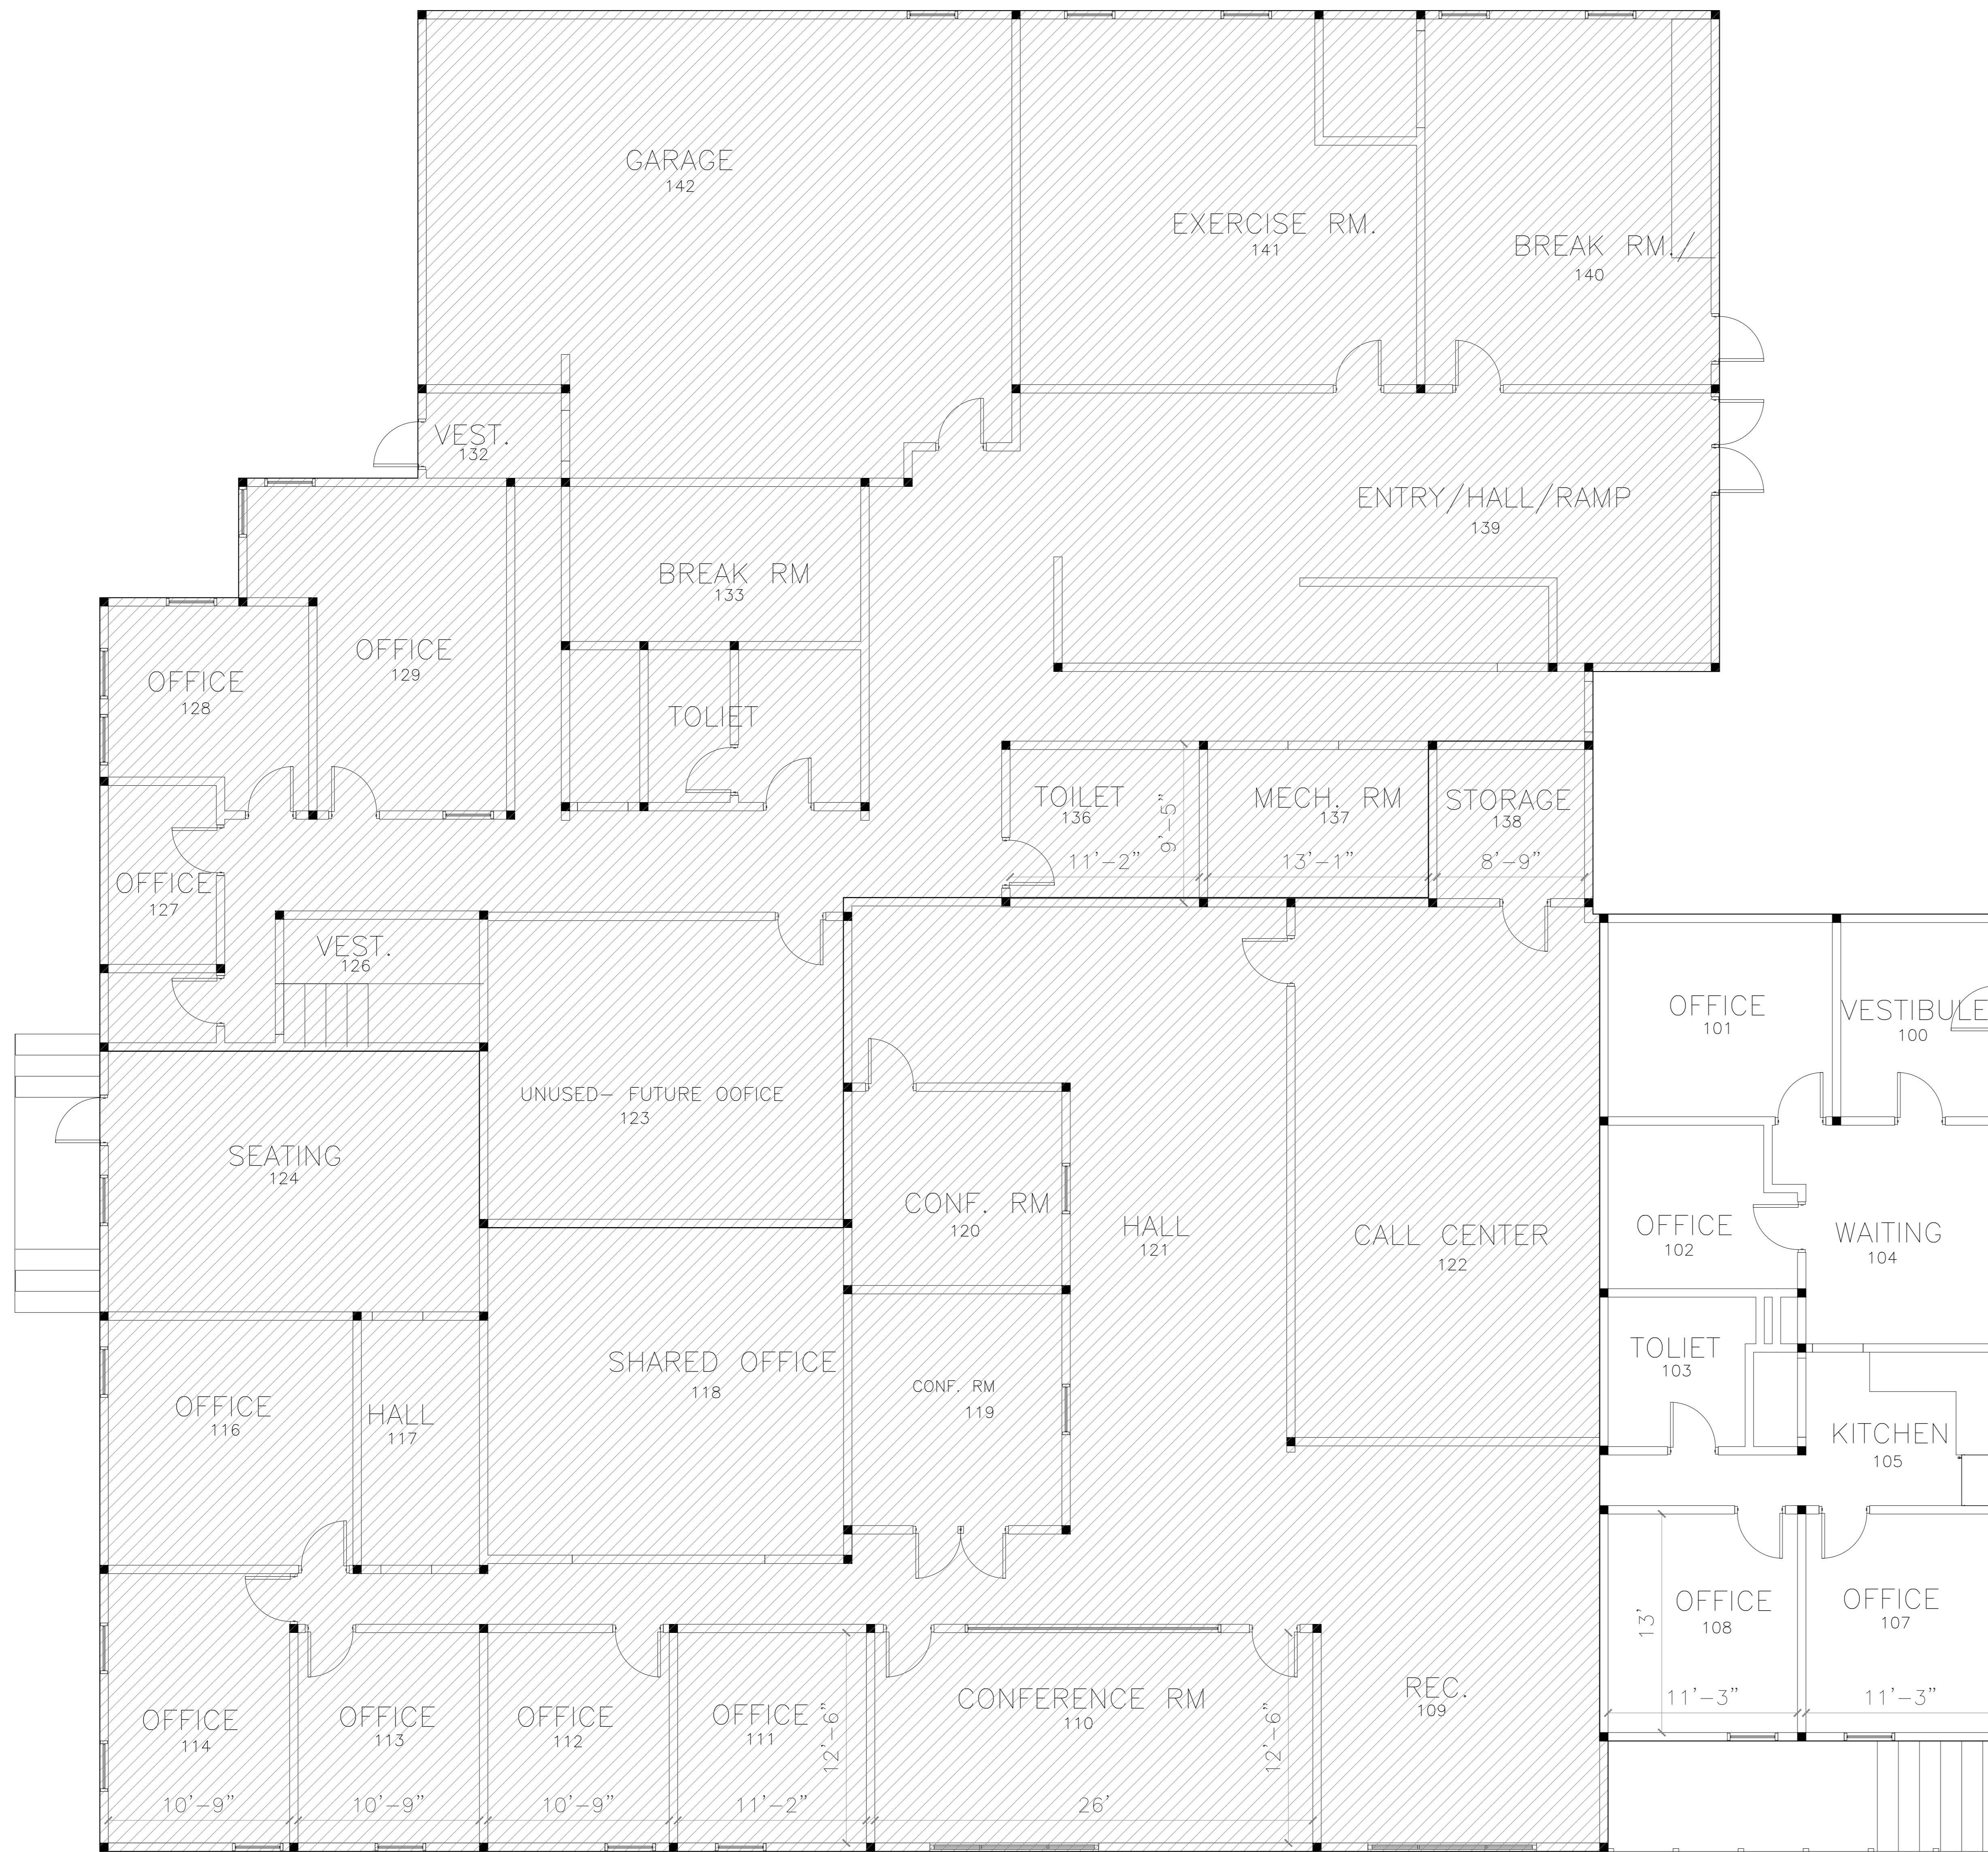 GARAGE
142
EXERCISE RM.
141
BREAK RM./
140
VEST.
132
ENTRY/HALL/RAMP
139
BREAK RM
133
OFFICE
129
OFFICE
128
TOLIET
TOILET
136
11'-2"
9'-5"
MECH. RM
137
13'-1"
STORAGE
138
8'-9"
OFFICE
127
VEST.
126
OFFICE
101
VESTIBULE
100
UNUSED- FUTURE OOFICE
123
SEATING
124
CONF. RM
120
HALL
121
CALL CENTER
122
OFFICE
102
WAITING
104
SHARED OFFICE
118
CONF. RM
119
TOLIET
103
OFFICE
116
HALL
117
KITCHEN
105
OFFICE
108
13'
11'-3"
OFFICE
107
11'-3"
OFFICE
114
10'-9"
OFFICE
113
10'-9"
OFFICE
112
10'-9"
OFFICE
111
11'-2"
12'-6"
CONFERENCE RM
110
26'
12'-6"
REC.
109